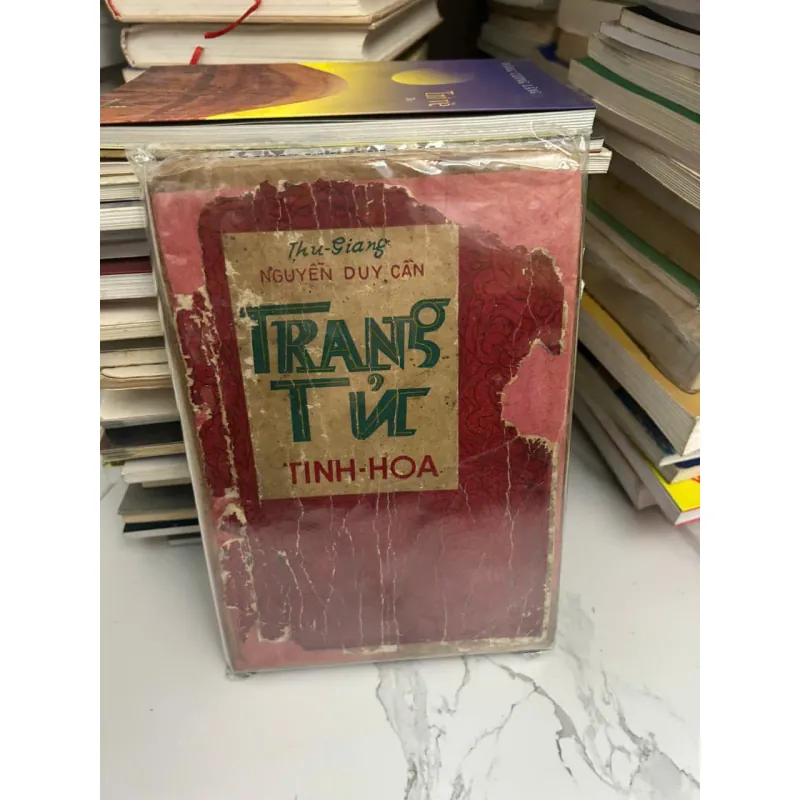 Thu-Giang
NGUYỄN DUY CẦN
TRANG
TỬ
TINH-HOA